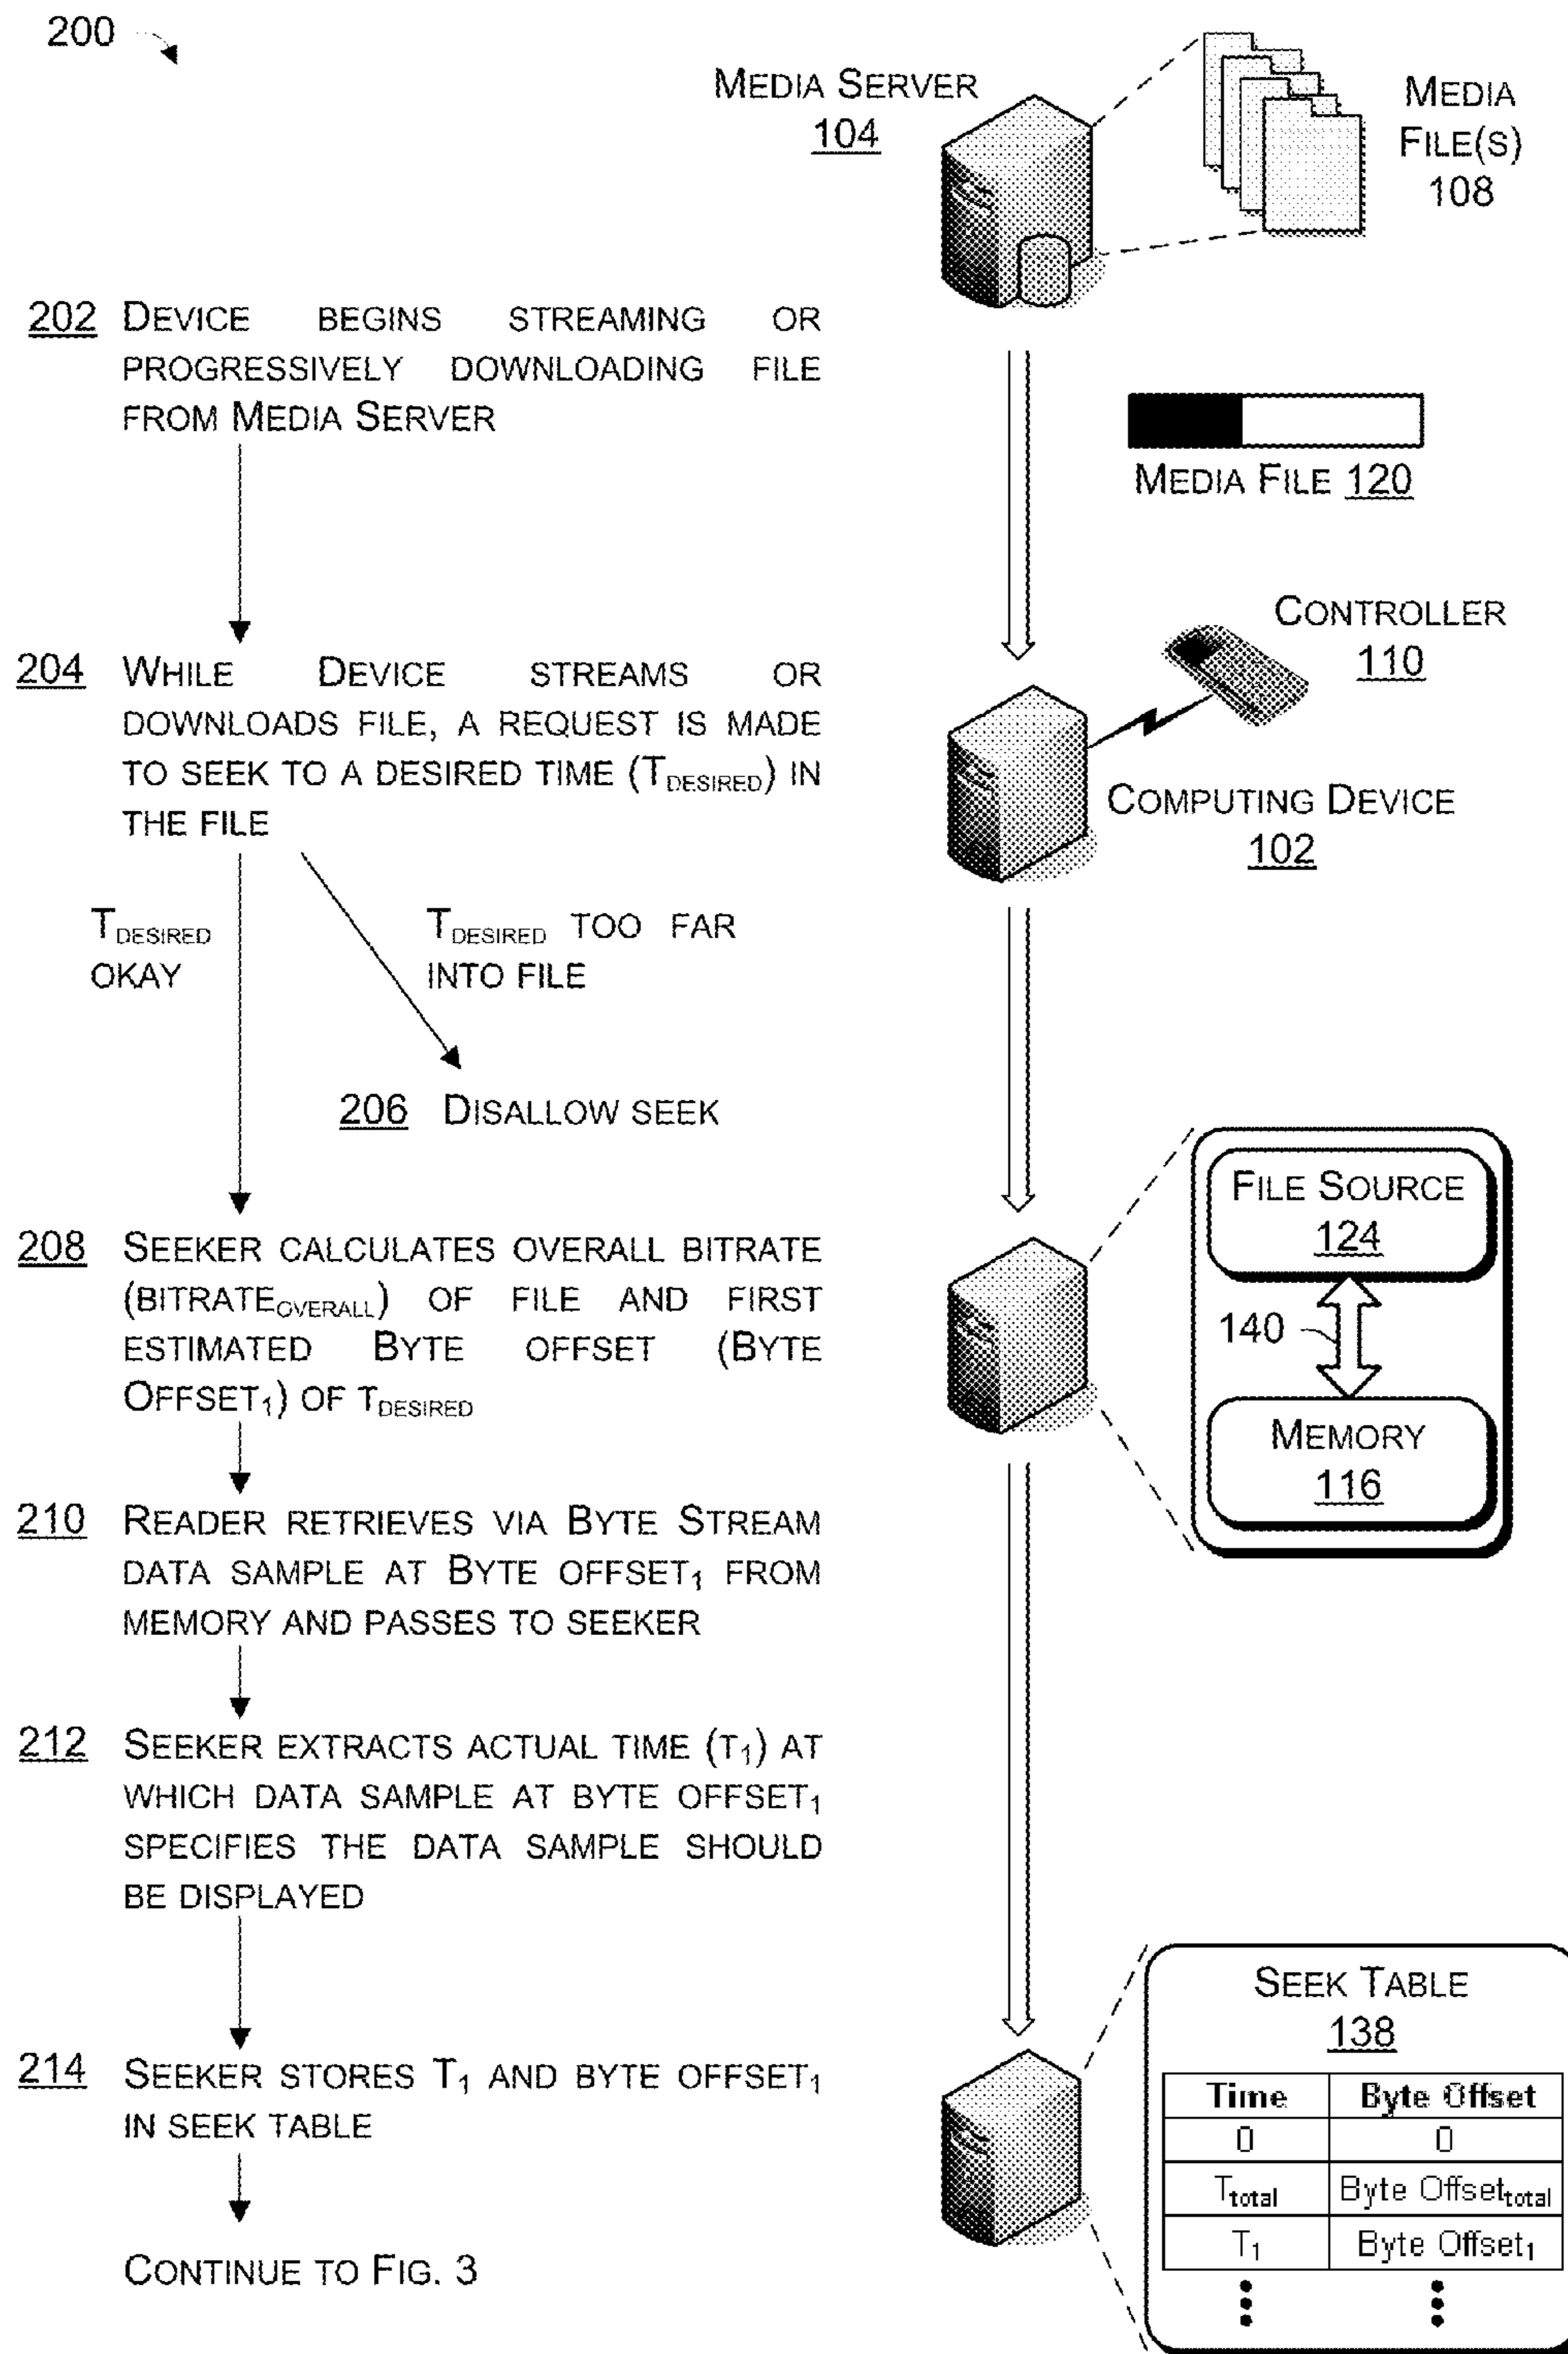 200
MEDIA SERVER
104
MEDIA
FILE(S)
108
202 DEVICE BEGINS STREAMING OR
PROGRESSIVELY DOWNLOADING FILE
FROM MEDIA SERVER
MEDIA FILE 120
CONTROLLER
110
204 WHILE DEVICE STREAMS OR
DOWNLOADS FILE, A REQUEST IS MADE
TO SEEK TO A DESIRED TIME (T_DESIRED) IN
THE FILE
COMPUTING DEVICE
102
T_DESIRED
OKAY
T_DESIRED TOO FAR
INTO FILE
206 DISALLOW SEEK
208 SEEKER CALCULATES OVERALL BITRATE
(BITRATE_OVERALL) OF FILE AND FIRST
ESTIMATED BYTE OFFSET (BYTE
OFFSET₁) OF T_DESIRED
FILE SOURCE
124
140
MEMORY
116
210 READER RETRIEVES VIA BYTE STREAM
DATA SAMPLE AT BYTE OFFSET₁ FROM
MEMORY AND PASSES TO SEEKER
212 SEEKER EXTRACTS ACTUAL TIME (T₁) AT
WHICH DATA SAMPLE AT BYTE OFFSET₁
SPECIFIES THE DATA SAMPLE SHOULD
BE DISPLAYED
214 SEEKER STORES T₁ AND BYTE OFFSET₁
IN SEEK TABLE
CONTINUE TO FIG. 3
SEEK TABLE
138
Time Byte Offset
0 0
T_total Byte Offset_total
T₁ Byte Offset₁